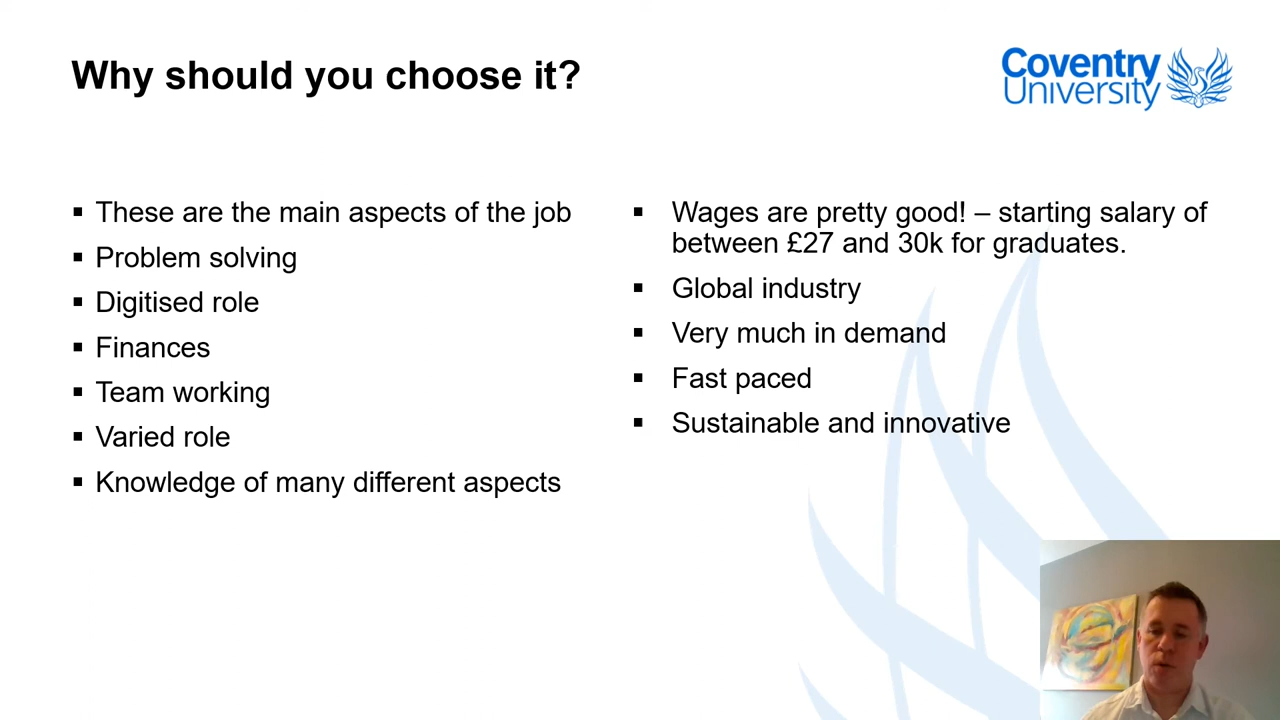 Why should you choose it?
Coventry
University
▪ These are the main aspects of the job
▪ Problem solving
▪ Digitised role
▪ Finances
▪ Team working
▪ Varied role
▪ Knowledge of many different aspects
▪ Wages are pretty good! – starting salary of
between £27 and 30k for graduates.
▪ Global industry
▪ Very much in demand
▪ Fast paced
▪ Sustainable and innovative